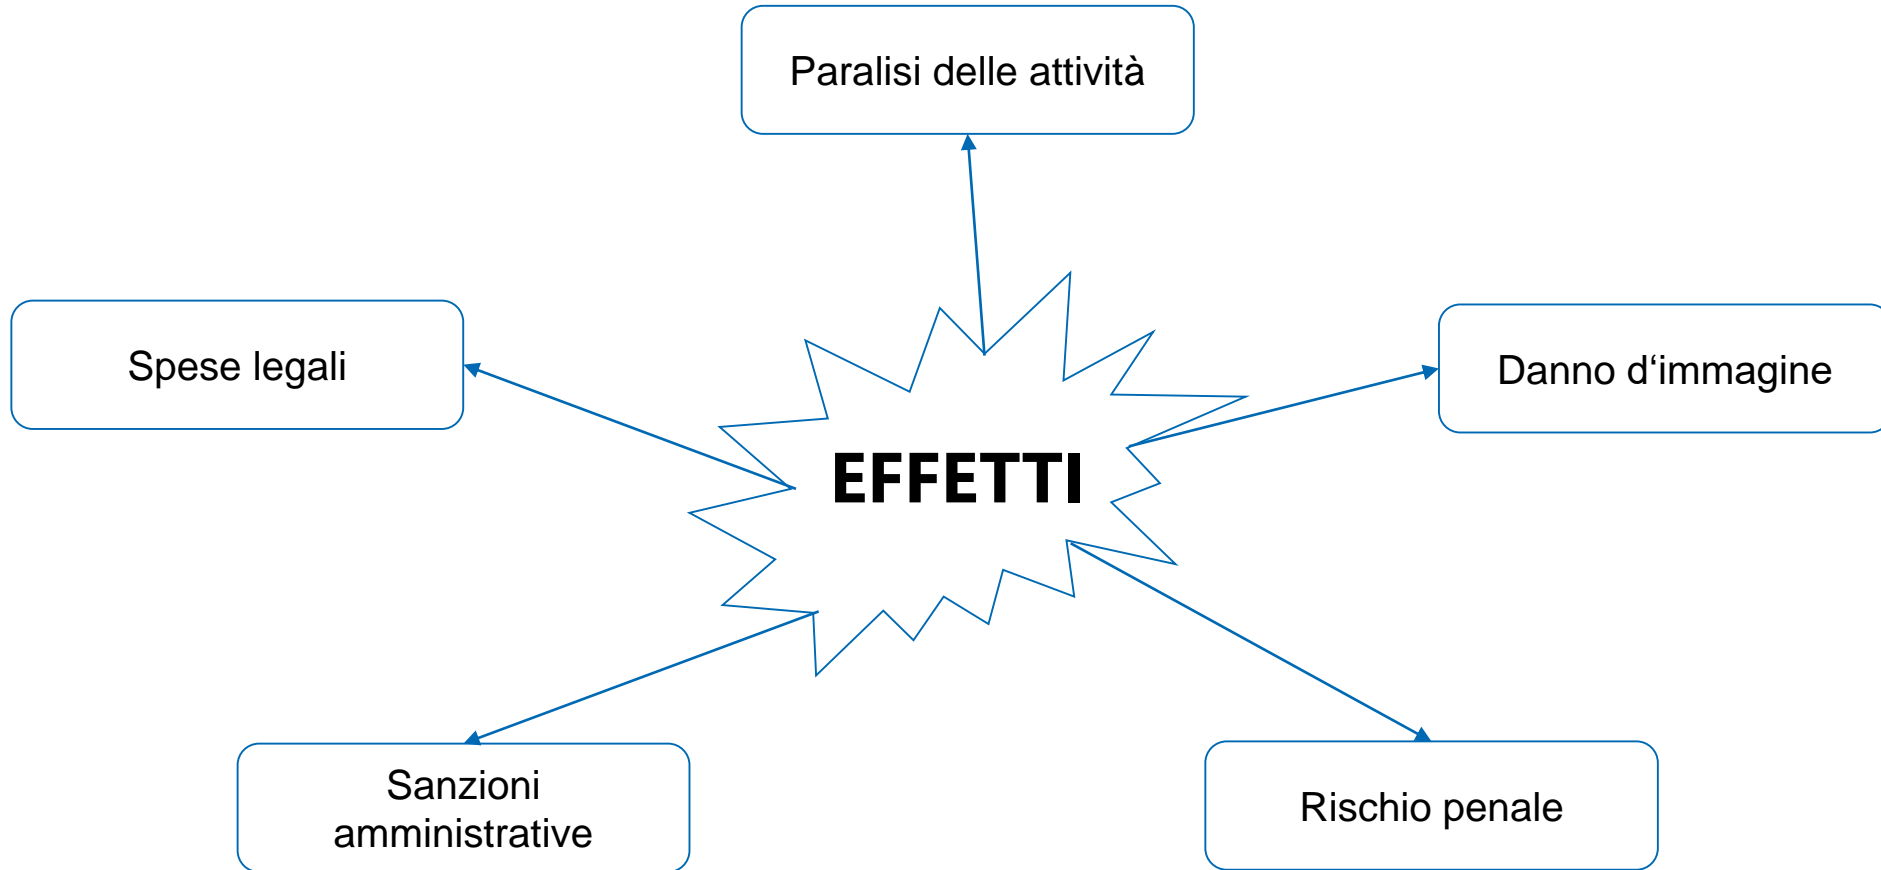 Paralisi delle attività
Spese legali
Danno d‘immagine
EFFETTI
Sanzioni
amministrative
Rischio penale